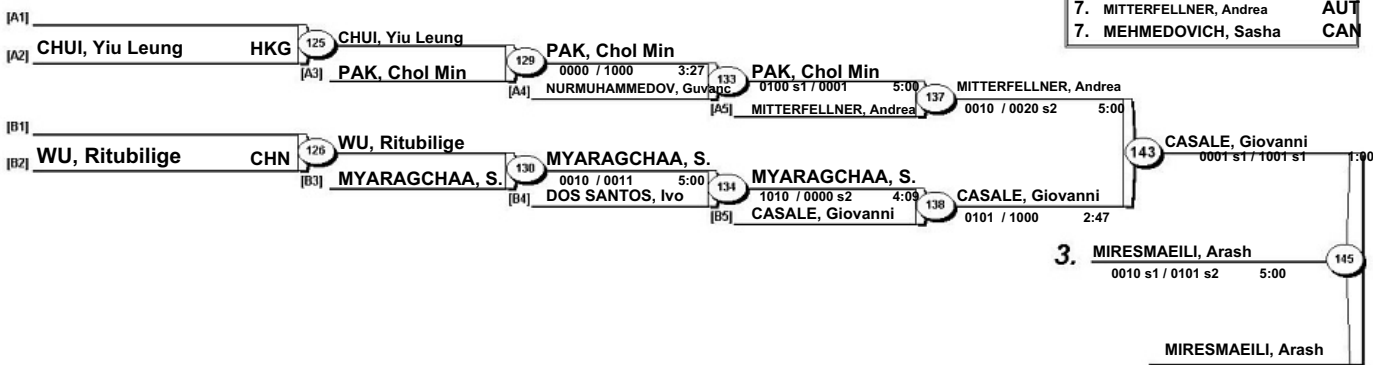 7. MITTERFELLNER, Andrea AUT
7. MEHMEDOVICH, Sasha CAN
[A1]
[A2] CHUI, Yiu Leung HKG
125
CHUI, Yiu Leung
[A3] PAK, Chol Min
129
PAK, Chol Min
0000 / 1000 3:27
[A4] NURMUHAMMEDOV, Guvanc
133
PAK, Chol Min
0100 s1 / 0001 5:00
[A5] MITTERFELLNER, Andrea
137
MITTERFELLNER, Andrea
0010 / 0020 s2 5:00
[B1]
[B2] WU, Ritubilige CHN
126
WU, Ritubilige
[B3] MYARAGCHAA, S.
130
MYARAGCHAA, S.
0010 / 0011 5:00
[B4] DOS SANTOS, Ivo
134
MYARAGCHAA, S.
1010 / 0000 s2 4:09
[B5] CASALE, Giovanni
138
CASALE, Giovanni
0101 / 1000 2:47
143
CASALE, Giovanni
0001 s1 / 1001 s1 1:00
3. MIRESMAEILI, Arash
0010 s1 / 0101 s2 5:00
145
MIRESMAEILI, Arash